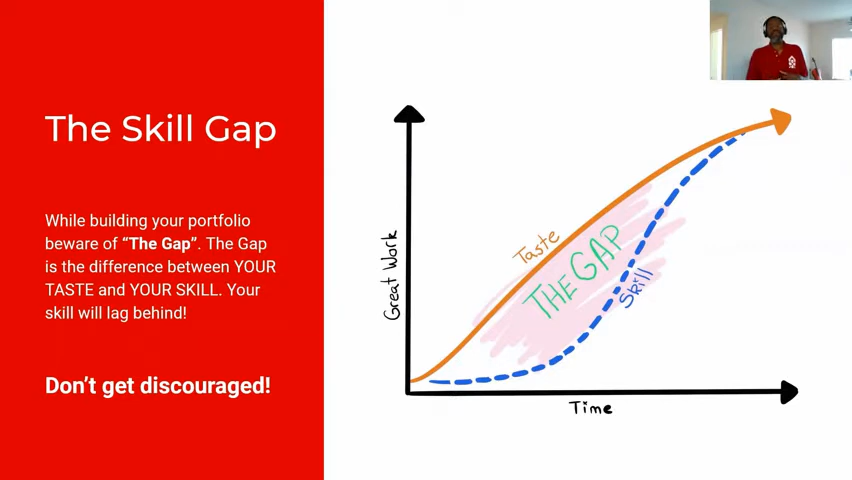 The Skill Gap
While building your portfolio
beware of “The Gap”. The Gap
is the difference between YOUR
TASTE and YOUR SKILL. Your
skill will lag behind!
Don’t get discouraged!
Great Work
Taste
THE GAP
Skill
Time